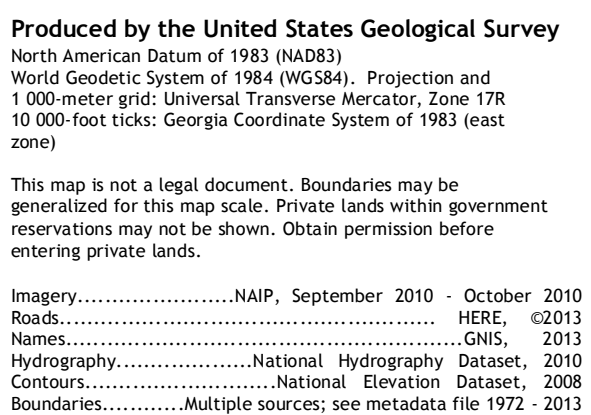 Produced by the United States Geological Survey
North American Datum of 1983 (NAD83)
World Geodetic System of 1984 (WGS84).  Projection and
1 000-meter grid: Universal Transverse Mercator, Zone 17R
10 000-foot ticks: Georgia Coordinate System of 1983 (east
zone)
This map is not a legal document. Boundaries may be
generalized for this map scale. Private lands within government
reservations may not be shown. Obtain permission before
entering private lands.
Imagery.......................NAIP, September 2010 - October 2010
Roads............................................ HERE, ©2013
Names..............................................GNIS, 2013
Hydrography....................National Hydrography Dataset, 2010
Contours............................National Elevation Dataset, 2008
Boundaries............Multiple sources; see metadata file 1972 - 2013